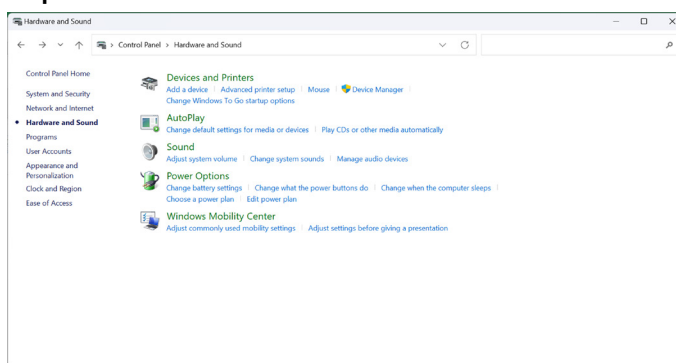 Hardware and Sound
Control Panel > Hardware and Sound
Control Panel Home
System and Security
Network and Internet
Hardware and Sound
Programs
User Accounts
Appearance and
Personalization
Clock and Region
Ease of Access
Devices and Printers
Add a device Advanced printer setup Mouse Device Manager
Change Windows To Go startup options
AutoPlay
Change default settings for media or devices Play CDs or other media automatically
Sound
Adjust system volume Change system sounds Manage audio devices
Power Options
Change battery settings Change what the power buttons do Change when the computer sleeps
Choose a power plan Edit power plan
Windows Mobility Center
Adjust commonly used mobility settings Adjust settings before giving a presentation